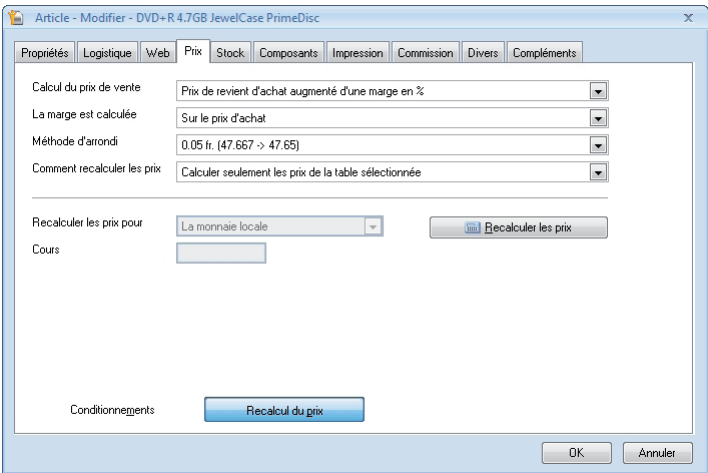 Article - Modifier - DVD+R 4.7GB JewelCase PrimeDisc
Propriétés Logistique Web Prix Stock Composants Impression Commission Divers Compléments
Calcul du prix de vente Prix de revient d'achat augmenté d'une marge en %
La marge est calculée Sur le prix d'achat
Méthode d'arrondi 0.05 fr. (47.667 -> 47.65)
Comment recalculer les prix Calculer seulement les prix de la table sélectionnée
Recalculer les prix pour La monnaie locale Recalculer les prix
Cours
Conditionnements Recalcul du prix
OK Annuler